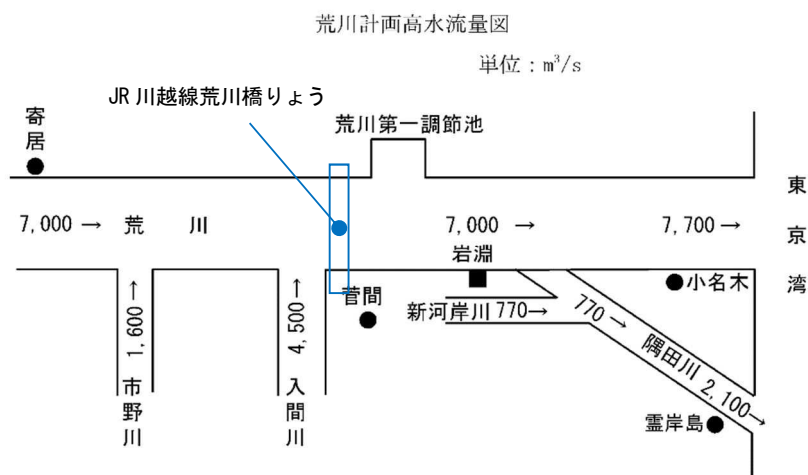 荒川計画高水流量図
単位：m³/s
JR川越線荒川橋りょう
寄居
荒川第一調節池
7,000 → 荒川
7,000 →
7,700 →
東京湾
岩淵
小名木
菅間
新河岸川 770→
770→
隅田川 2,100→
1,600→
市野川
4,500→
入間川
霊岸島